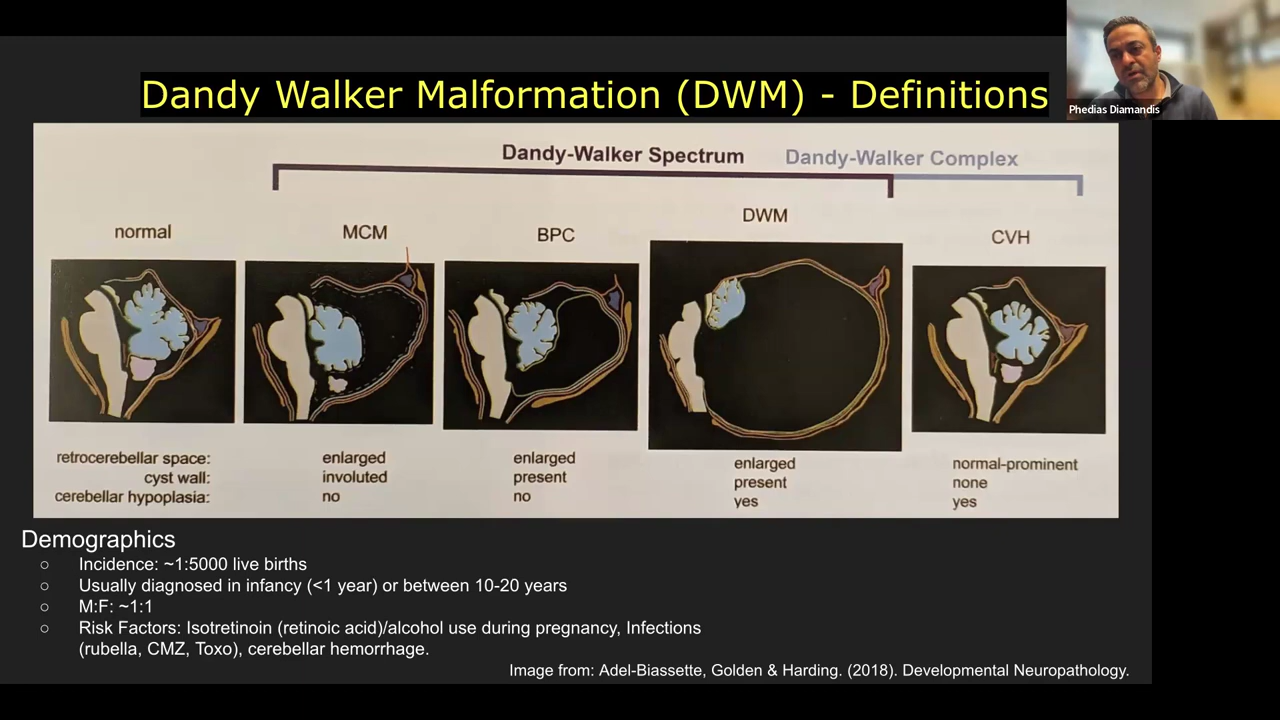 Dandy Walker Malformation (DWM) - Definitions
Phedias Diamandis
Dandy-Walker Spectrum
Dandy-Walker Complex
normal
MCM
BPC
DWM
CVH
retrocerebellar space: enlarged enlarged enlarged normal-prominent
cyst wall: involuted present present none
cerebellar hypoplasia: no no yes yes
Demographics
○ Incidence: ~1:5000 live births
○ Usually diagnosed in infancy (<1 year) or between 10-20 years
○ M:F: ~1:1
○ Risk Factors: Isotretinoin (retinoic acid)/alcohol use during pregnancy, Infections
(rubella, CMZ, Toxo), cerebellar hemorrhage.
Image from: Adel-Biassette, Golden & Harding. (2018). Developmental Neuropathology.